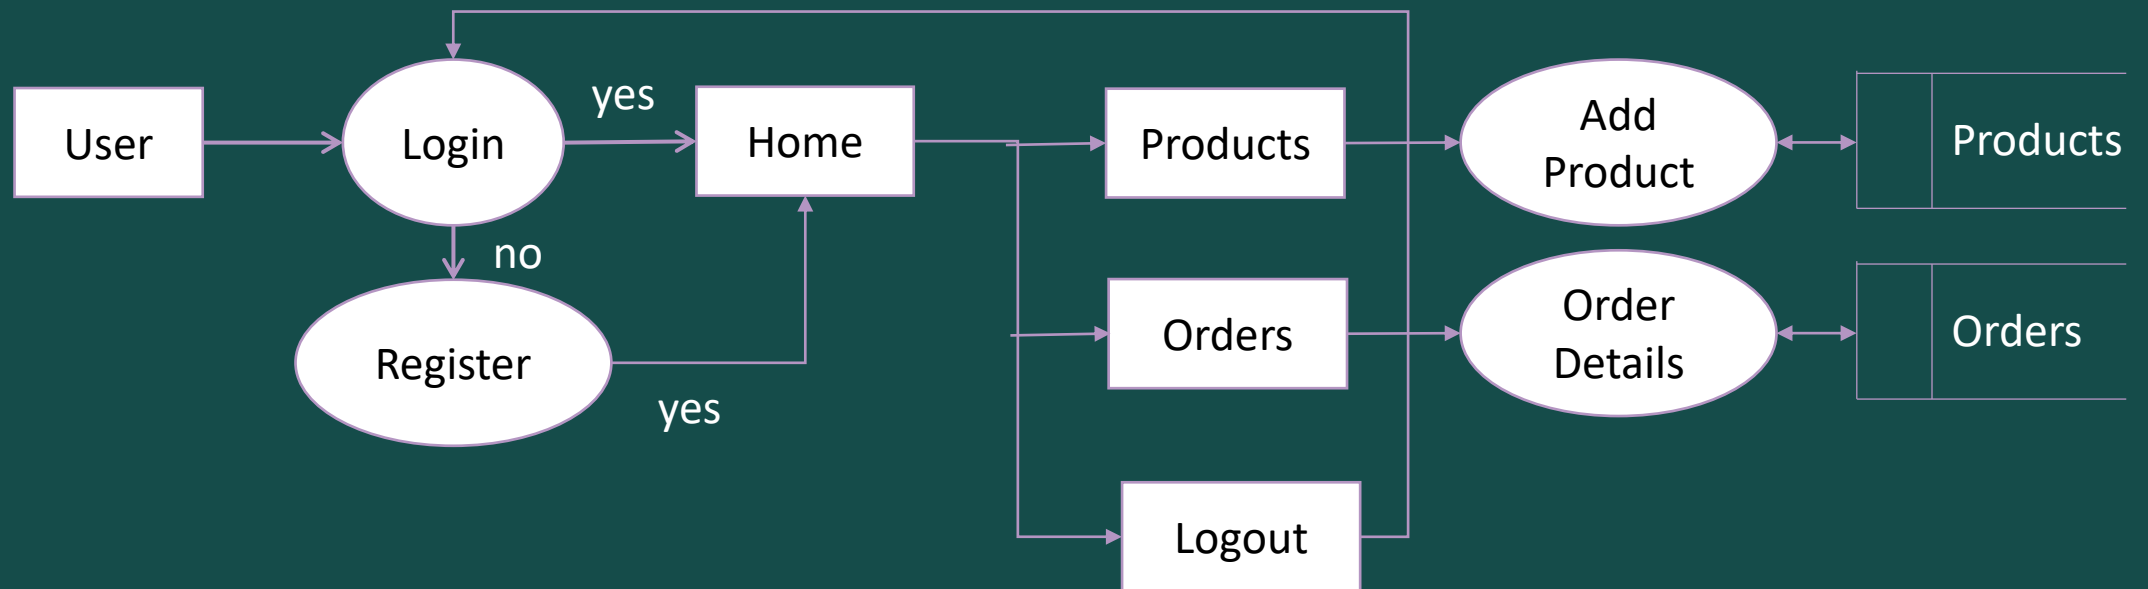 User
Login
yes
Home
Products
Add
Product
Products
no
Register
yes
Orders
Order
Details
Orders
Logout